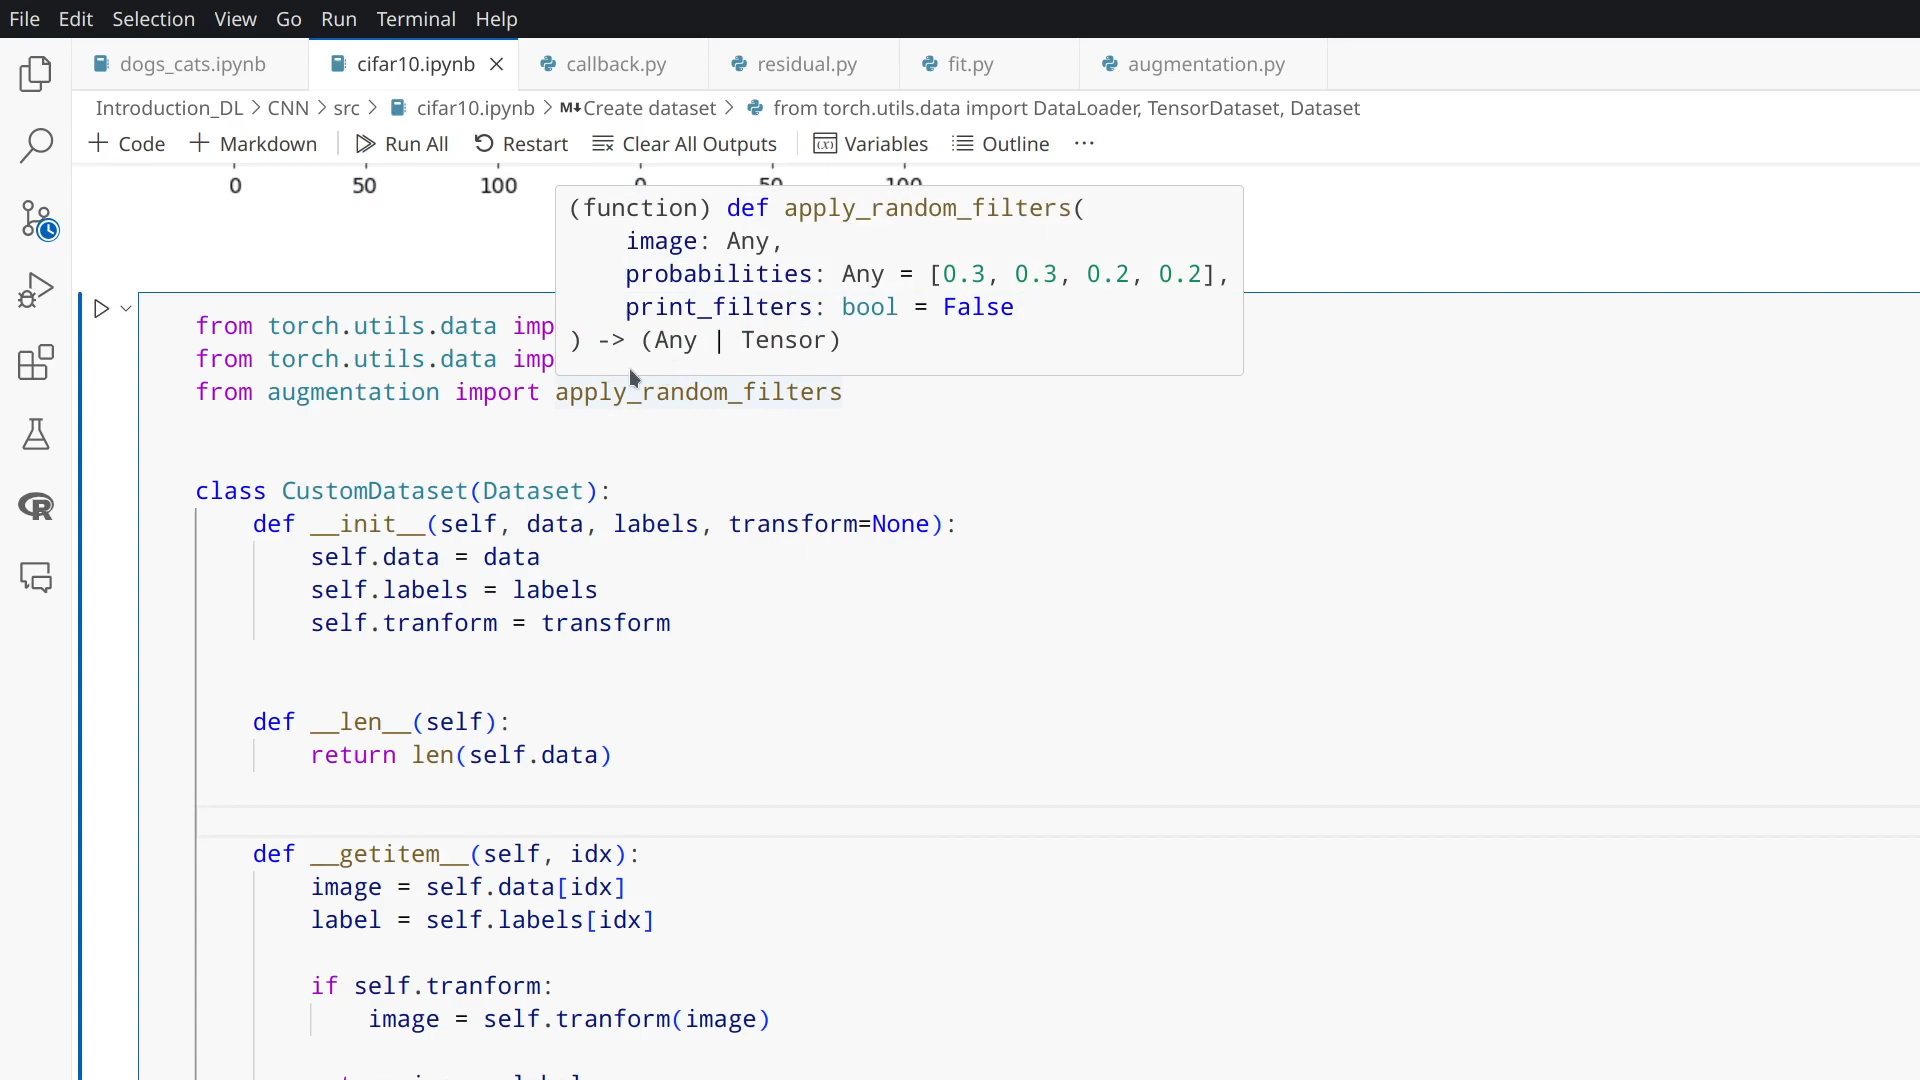 File Edit Selection View Go Run Terminal Help
dogs_cats.ipynb cifar10.ipynb callback.py residual.py fit.py augmentation.py
Introduction_DL > CNN > src > cifar10.ipynb > M↓Create dataset > from torch.utils.data import DataLoader, TensorDataset, Dataset
+ Code + Markdown Run All Restart Clear All Outputs (x) Variables Outline ...
0 50 100 0 50 100
(function) def apply_random_filters(
image: Any,
probabilities: Any = [0.3, 0.3, 0.2, 0.2],
print_filters: bool = False
) -> (Any | Tensor)
from torch.utils.data imp
from torch.utils.data imp
from augmentation import apply_random_filters
class CustomDataset(Dataset):
def __init__(self, data, labels, transform=None):
self.data = data
self.labels = labels
self.tranform = transform
def __len__(self):
return len(self.data)
def __getitem__(self, idx):
image = self.data[idx]
label = self.labels[idx]
if self.tranform:
image = self.tranform(image)